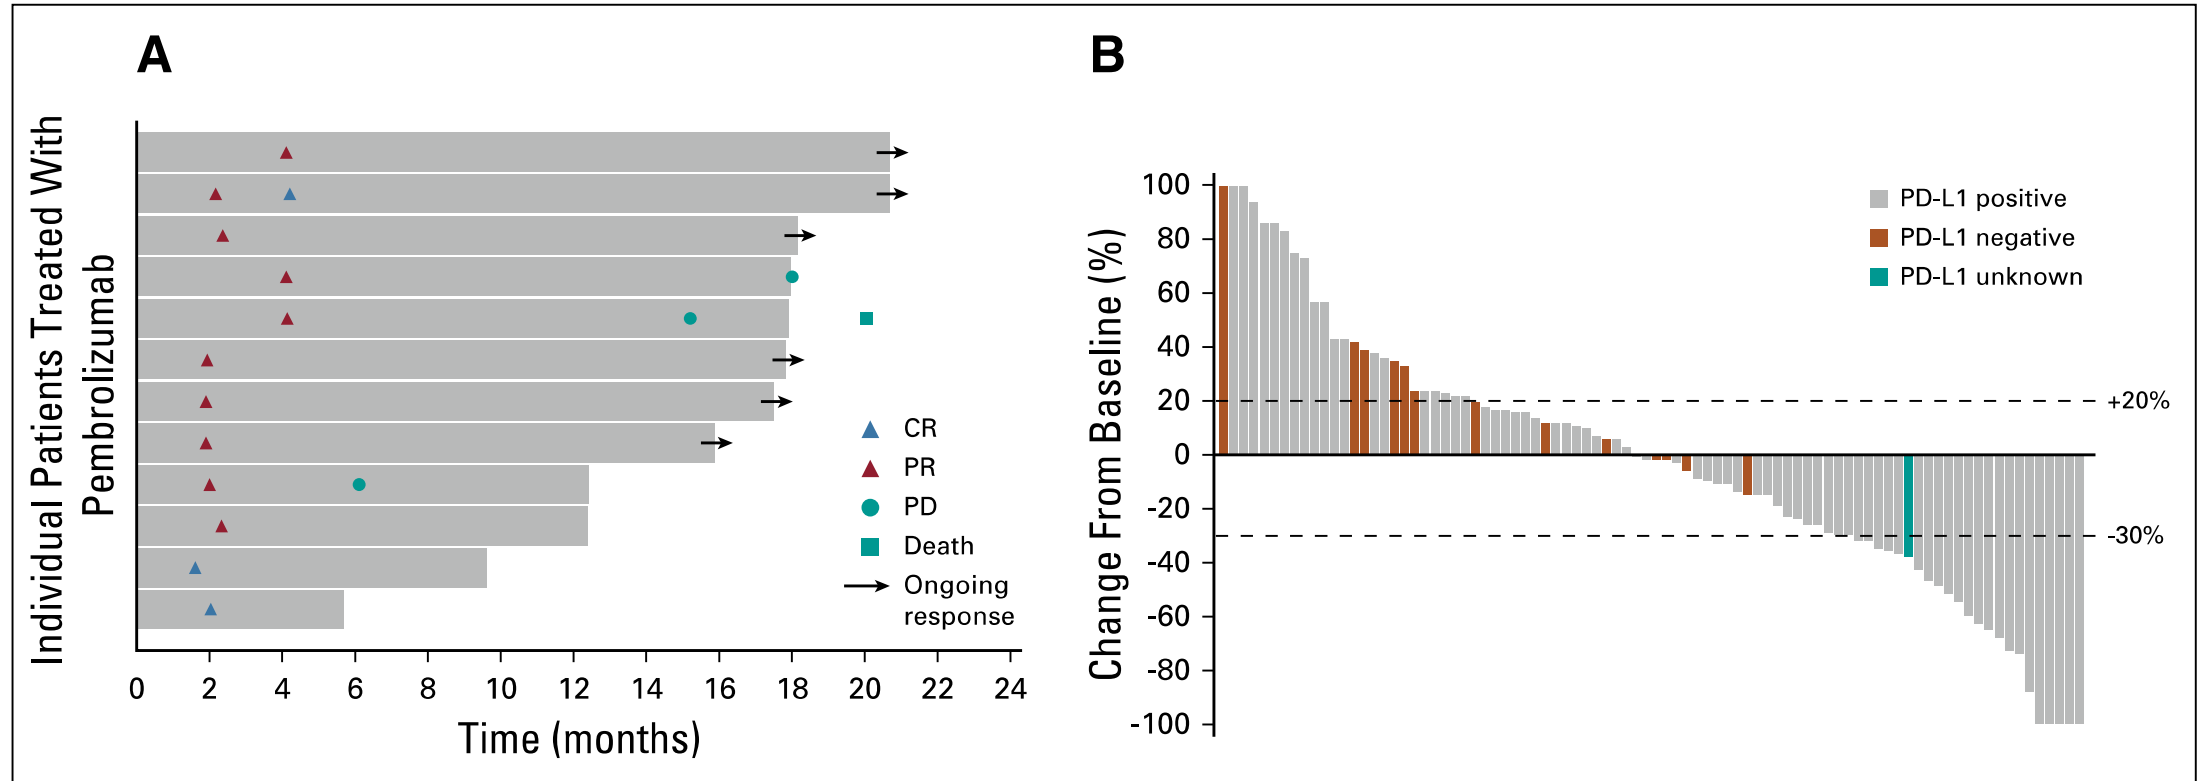 A
Individual Patients Treated With
Pembrolizumab
CR
PR
PD
Death
Ongoing
response
0 2 4 6 8 10 12 14 16 18 20 22 24
Time (months)
B
Change From Baseline (%)
100
80
60
40
20
0
-20
-40
-60
-80
-100
PD-L1 positive
PD-L1 negative
PD-L1 unknown
+20%
-30%